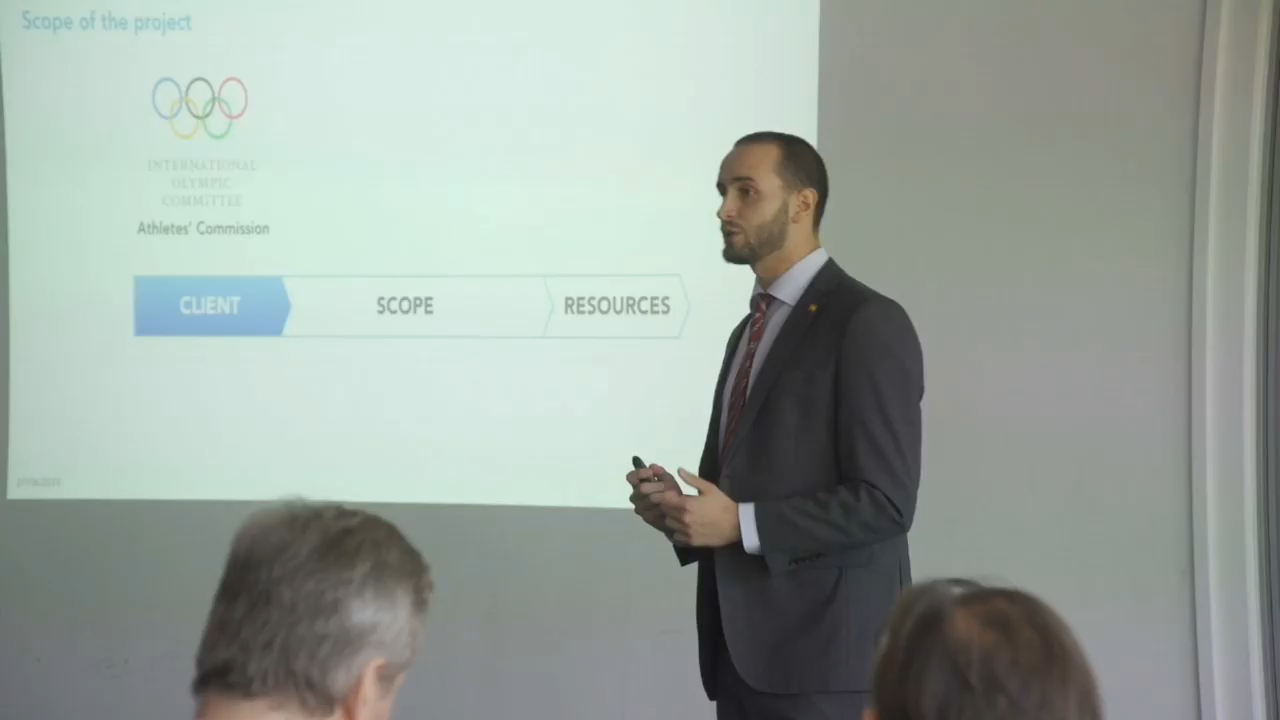 Scope of the project
INTERNATIONAL
OLYMPIC
COMMITTEE
Athletes' Commission
CLIENT
SCOPE
RESOURCES